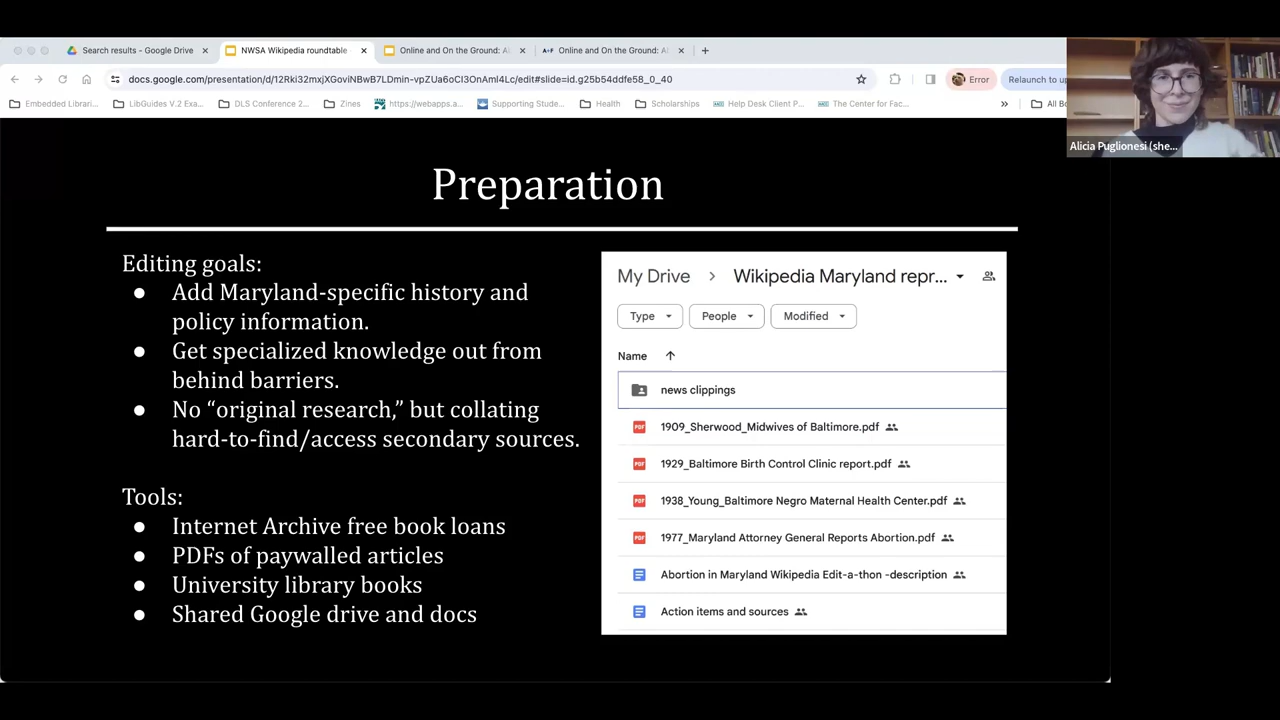 Search results - Google Drive
NWSA Wikipedia roundtable
Online and On the Ground: A
Online and On the Ground: A
docs.google.com/presentation/d/12Rki32mxjXGoviNBwB7LDmin-vpZUa6oCI3OnAmI4Lc/edit#slide=id.g25b54ddfe58_0_40
Error
Relaunch to u
Embedded Librari...
LibGuides V.2 Exa...
DLS Conference 2...
Zines
https://webapps.a...
Supporting Stude...
Health
Scholarships
Help Desk Client P...
The Center for Fac...
»
All Bo
Alicia Puglionesi (she...
Preparation
Editing goals:
● Add Maryland-specific history and
policy information.
● Get specialized knowledge out from
behind barriers.
● No “original research,” but collating
hard-to-find/access secondary sources.
Tools:
● Internet Archive free book loans
● PDFs of paywalled articles
● University library books
● Shared Google drive and docs
My Drive > Wikipedia Maryland repr...
Type People Modified
Name
news clippings
1909_Sherwood_Midwives of Baltimore.pdf
1929_Baltimore Birth Control Clinic report.pdf
1938_Young_Baltimore Negro Maternal Health Center.pdf
1977_Maryland Attorney General Reports Abortion.pdf
Abortion in Maryland Wikipedia Edit-a-thon -description
Action items and sources